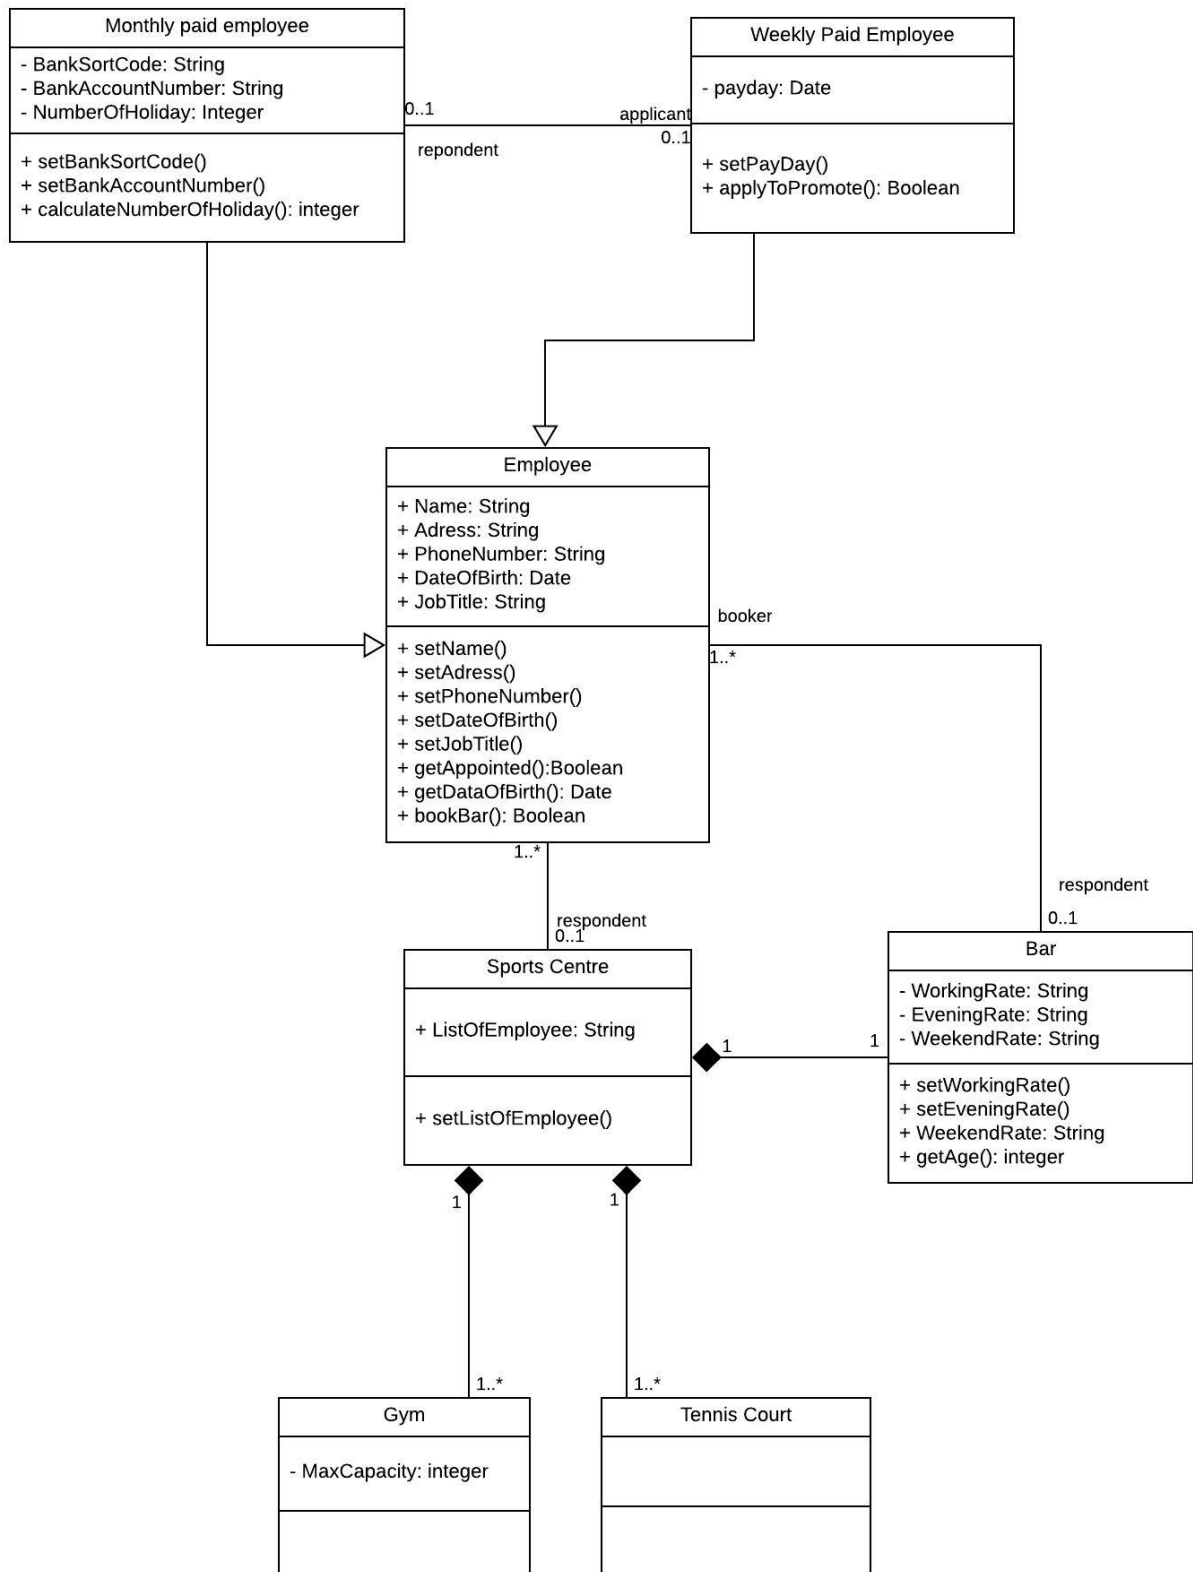 Monthly paid employee
- BankSortCode: String
- BankAccountNumber: String
- NumberOfHoliday: Integer
+ setBankSortCode()
+ setBankAccountNumber()
+ calculateNumberOfHoliday(): integer
0..1
repondent
applicant
0..1
Weekly Paid Employee
- payday: Date
+ setPayDay()
+ applyToPromote(): Boolean
Employee
+ Name: String
+ Adress: String
+ PhoneNumber: String
+ DateOfBirth: Date
+ JobTitle: String
+ setName()
+ setAdress()
+ setPhoneNumber()
+ setDateOfBirth()
+ setJobTitle()
+ getAppointed():Boolean
+ getDataOfBirth(): Date
+ bookBar(): Boolean
booker
1..*
respondent
0..1
1..*
respondent
0..1
Sports Centre
+ ListOfEmployee: String
+ setListOfEmployee()
1
1
Bar
- WorkingRate: String
- EveningRate: String
- WeekendRate: String
+ setWorkingRate()
+ setEveningRate()
+ WeekendRate: String
+ getAge(): integer
1
1
1..*
1..*
Gym
- MaxCapacity: integer
Tennis Court